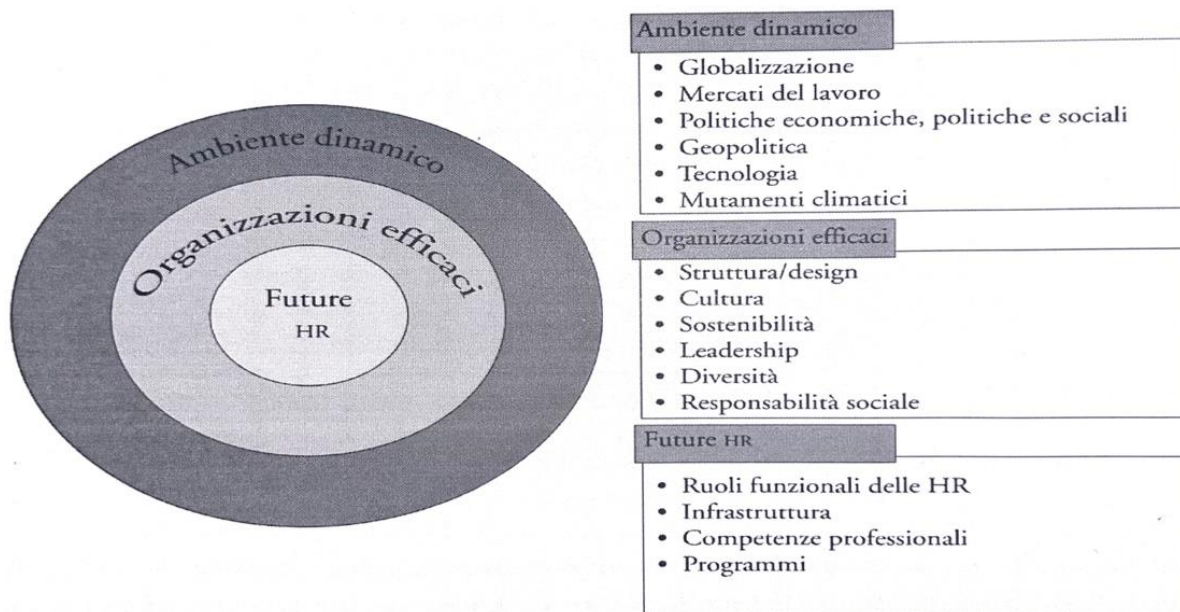 Ambiente dinamico
Organizzazioni efficaci
Future
HR
Ambiente dinamico
• Globalizzazione
• Mercati del lavoro
• Politiche economiche, politiche e sociali
• Geopolitica
• Tecnologia
• Mutamenti climatici
Organizzazioni efficaci
• Struttura/design
• Cultura
• Sostenibilità
• Leadership
• Diversità
• Responsabilità sociale
Future HR
• Ruoli funzionali delle HR
• Infrastruttura
• Competenze professionali
• Programmi